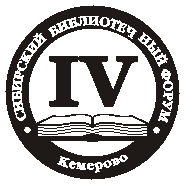 СИБИРСКИЙ БИБЛИОТЕЧНЫЙ ФОРУМ
IV
Кемерово